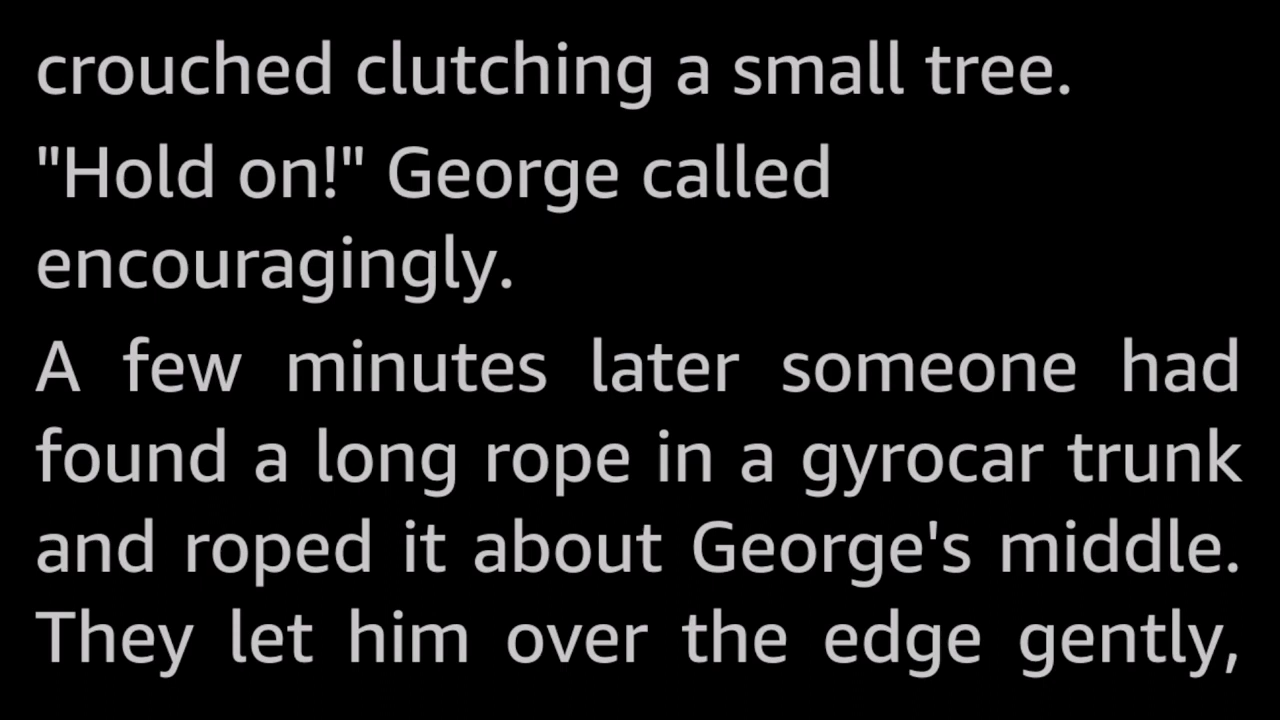 crouched clutching a small tree.
"Hold on!" George called
encouragingly.
A few minutes later someone had
found a long rope in a gyrocar trunk
and roped it about George's middle.
They let him over the edge gently,